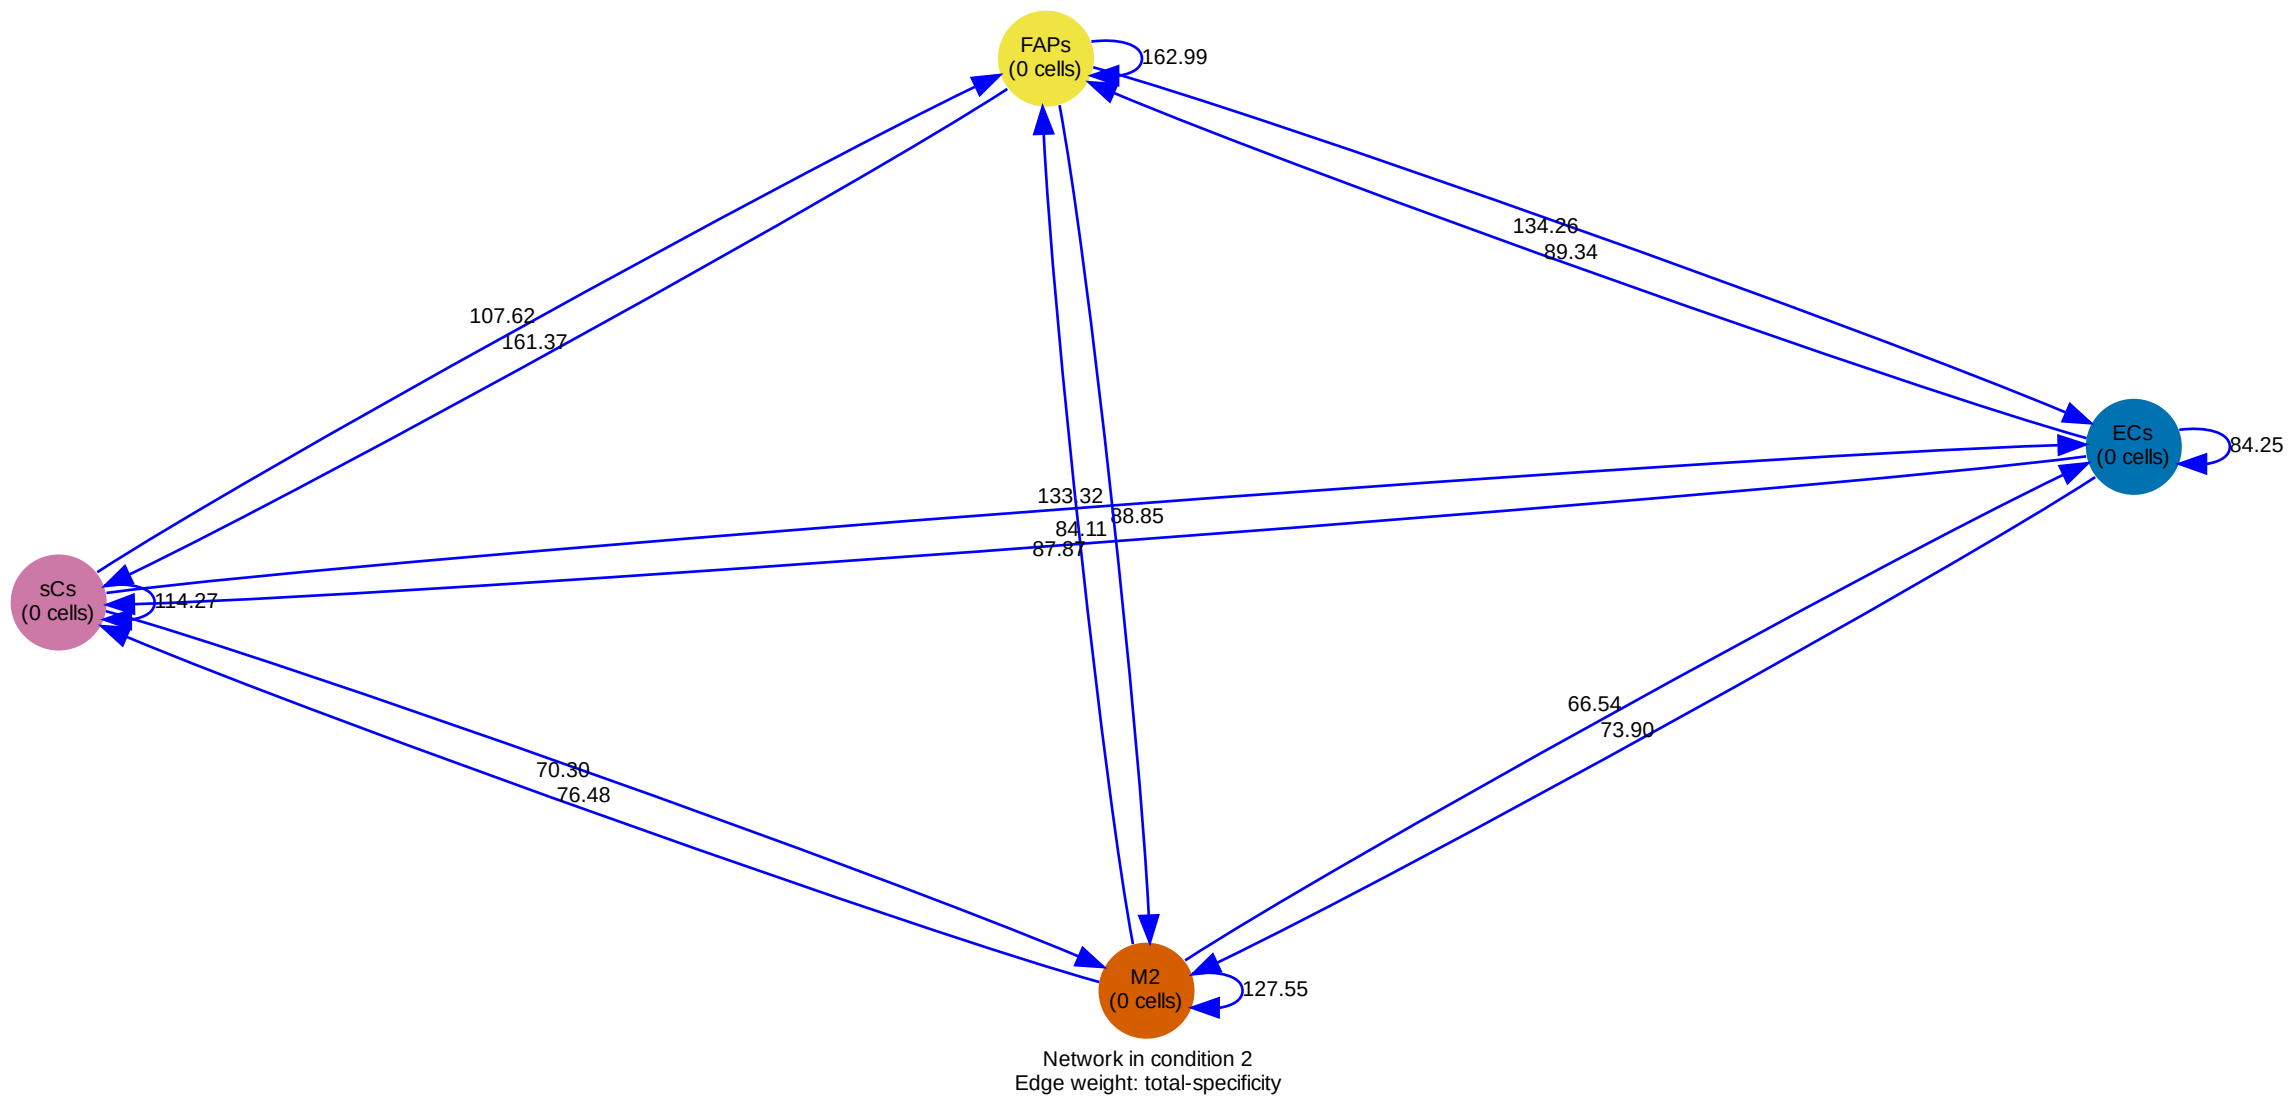 FAPs
(0 cells)
162.99
134.26
89.34
107.62
161.37
ECs
(0 cells)
84.25
133.32
88.85
84.11
87.87
sCs
(0 cells)
114.27
66.54
73.90
70.30
76.48
M2
(0 cells)
127.55
Network in condition 2
Edge weight: total-specificity